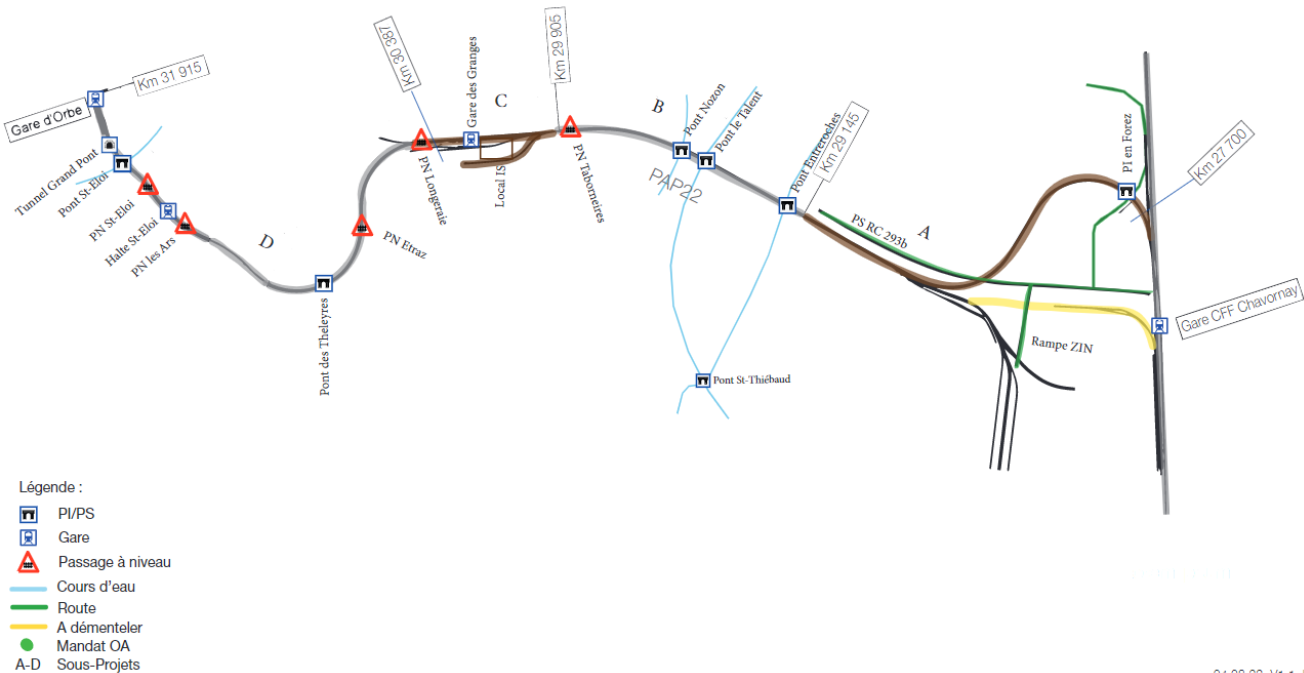 Km 31 915
Gare d'Orbe
Tunnel Grand Pont
Pont St-Eloi
PN St-Eloi
Halte St-Eloi
PN les Ars
D
Pont des Theleyres
PN Etraz
Km 30 387
PN Longeraie
Gare des Granges
C
Local IS
Km 29 905
PN Taborneires
B
Pont Nozon
Pont le Talent
PAP22
Pont Entreroches
Km 29 145
Pont St-Thiébaud
PS RC 293b
A
PI en Forez
Km 27 700
Rampe ZIN
Gare CFF Chavornay
Légende :
PI/PS
Gare
Passage à niveau
Cours d'eau
Route
A démenteler
Mandat OA
A-D Sous-Projets